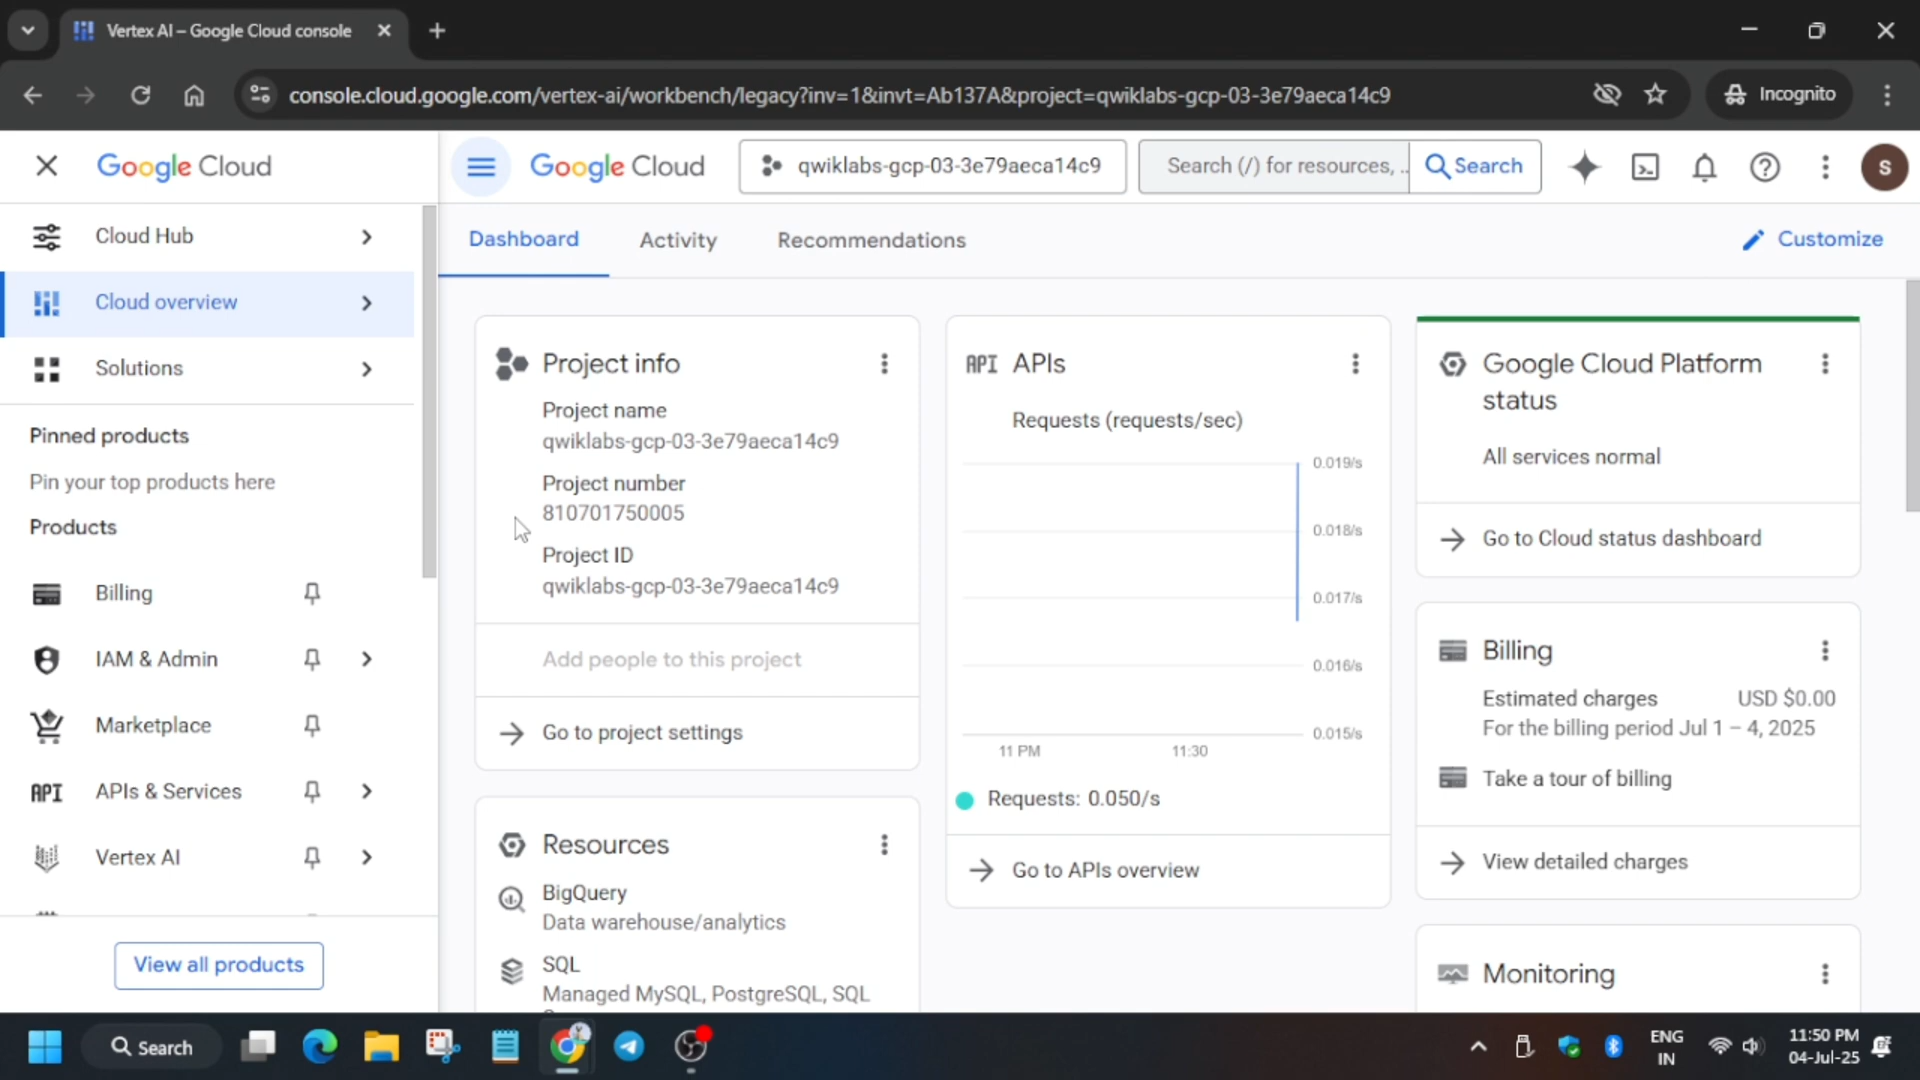 Vertex AI – Google Cloud console
console.cloud.google.com/vertex-ai/workbench/legacy?inv=1&invt=Ab137A&project=qwiklabs-gcp-03-3e79aeca14c9
Incognito
Google Cloud
Google Cloud
qwiklabs-gcp-03-3e79aeca14c9
Search (/) for resources, ..
Search
S
Cloud Hub
Cloud overview
Solutions
Pinned products
Pin your top products here
Products
Billing
IAM & Admin
Marketplace
API APIs & Services
Vertex AI
View all products
Dashboard
Activity
Recommendations
Customize
Project info
Project name
qwiklabs-gcp-03-3e79aeca14c9
Project number
810701750005
Project ID
qwiklabs-gcp-03-3e79aeca14c9
Add people to this project
Go to project settings
Resources
BigQuery
Data warehouse/analytics
SQL
Managed MySQL, PostgreSQL, SQL
API APIs
Requests (requests/sec)
0.019/s
0.018/s
0.017/s
0.016/s
0.015/s
11 PM
11:30
Requests: 0.050/s
Go to APIs overview
Google Cloud Platform
status
All services normal
Go to Cloud status dashboard
Billing
Estimated charges USD $0.00
For the billing period Jul 1 – 4, 2025
Take a tour of billing
View detailed charges
Monitoring
Search
ENG
IN
11:50 PM
04-Jul-25